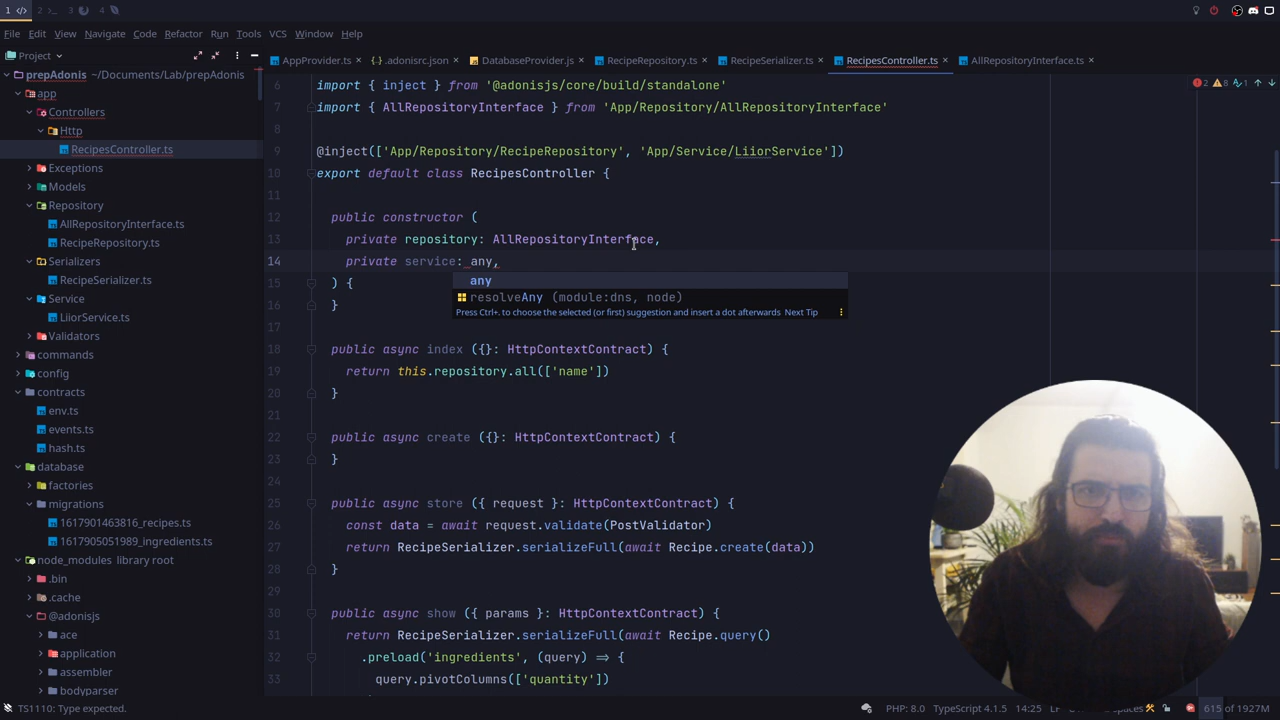 1 </> 2 >_ 3 4
File Edit View Navigate Code Refactor Run Tools VCS Window Help
Project
AppProvider.ts × .adonisrc.json × DatabaseProvider.js × RecipeRepository.ts × RecipeSerializer.ts × RecipesController.ts × AllRepositoryInterface.ts ×
prepAdonis ~/Documents/Lab/prepAdonis
app
Controllers
Http
RecipesController.ts
Exceptions
Models
Repository
AllRepositoryInterface.ts
RecipeRepository.ts
Serializers
RecipeSerializer.ts
Service
LiiorService.ts
Validators
commands
config
contracts
env.ts
events.ts
hash.ts
database
factories
migrations
1617901463816_recipes.ts
1617905051989_ingredients.ts
node_modules library root
.bin
.cache
@adonisjs
ace
application
assembler
bodyparser
2 8 1
6 import { inject } from '@adonisjs/core/build/standalone'
7 import { AllRepositoryInterface } from 'App/Repository/AllRepositoryInterface'
8
9 @inject(['App/Repository/RecipeRepository', 'App/Service/LiiorService'])
10 export default class RecipesController {
11
12 public constructor (
13 private repository: AllRepositoryInterface,
14 private service: any,
any
resolveAny (module:dns, node)
Press Ctrl+. to choose the selected (or first) suggestion and insert a dot afterwards Next Tip
15 ) {
16 }
17
18 public async index ({}: HttpContextContract) {
19 return this.repository.all(['name'])
20 }
21
22 public async create ({}: HttpContextContract) {
23 }
24
25 public async store ({ request }: HttpContextContract) {
26 const data = await request.validate(PostValidator)
27 return RecipeSerializer.serializeFull(await Recipe.create(data))
28 }
29
30 public async show ({ params }: HttpContextContract) {
31 return RecipeSerializer.serializeFull(await Recipe.query()
32 .preload('ingredients', (query) => {
33 query.pivotColumns(['quantity'])
TS1110: Type expected.
PHP: 8.0 TypeScript 4.1.5 14:25 615 of 1927M